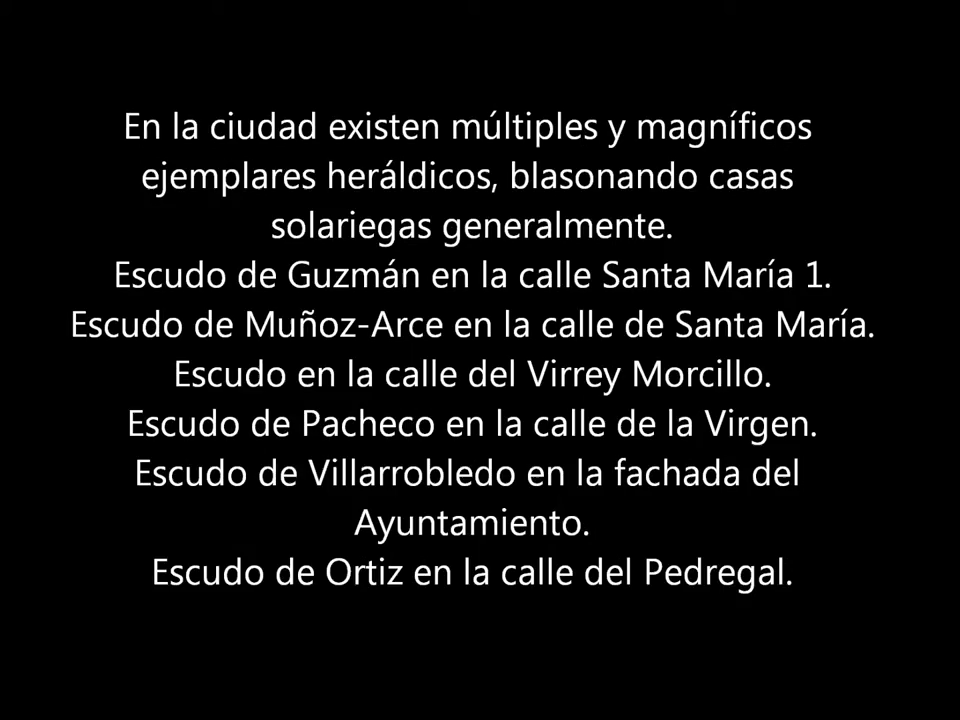 En la ciudad existen múltiples y magníficos
ejemplares heráldicos, blasonando casas
solariegas generalmente.
Escudo de Guzmán en la calle Santa María 1.
Escudo de Muñoz-Arce en la calle de Santa María.
Escudo en la calle del Virrey Morcillo.
Escudo de Pacheco en la calle de la Virgen.
Escudo de Villarrobledo en la fachada del
Ayuntamiento.
Escudo de Ortiz en la calle del Pedregal.